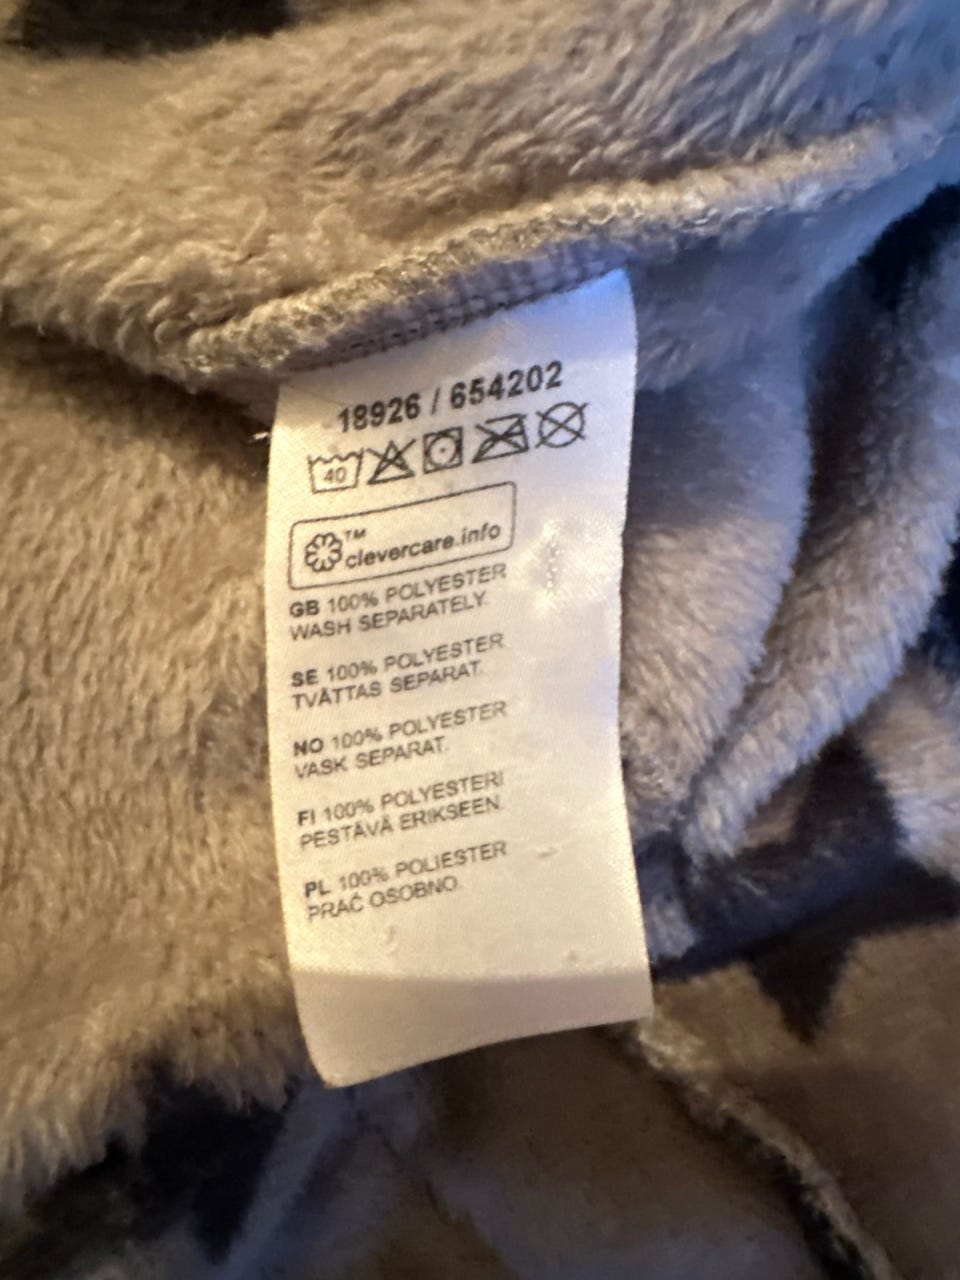 18926 / 654202
40
™
clevercare.info
GB 100% POLYESTER
WASH SEPARATELY.
SE 100% POLYESTER
TVÄTTAS SEPARAT.
NO 100% POLYESTER
VASK SEPARAT.
FI 100% POLYESTERI
PESTÄVÄ ERIKSEEN.
PL 100% POLIESTER
PRAĆ OSOBNO.